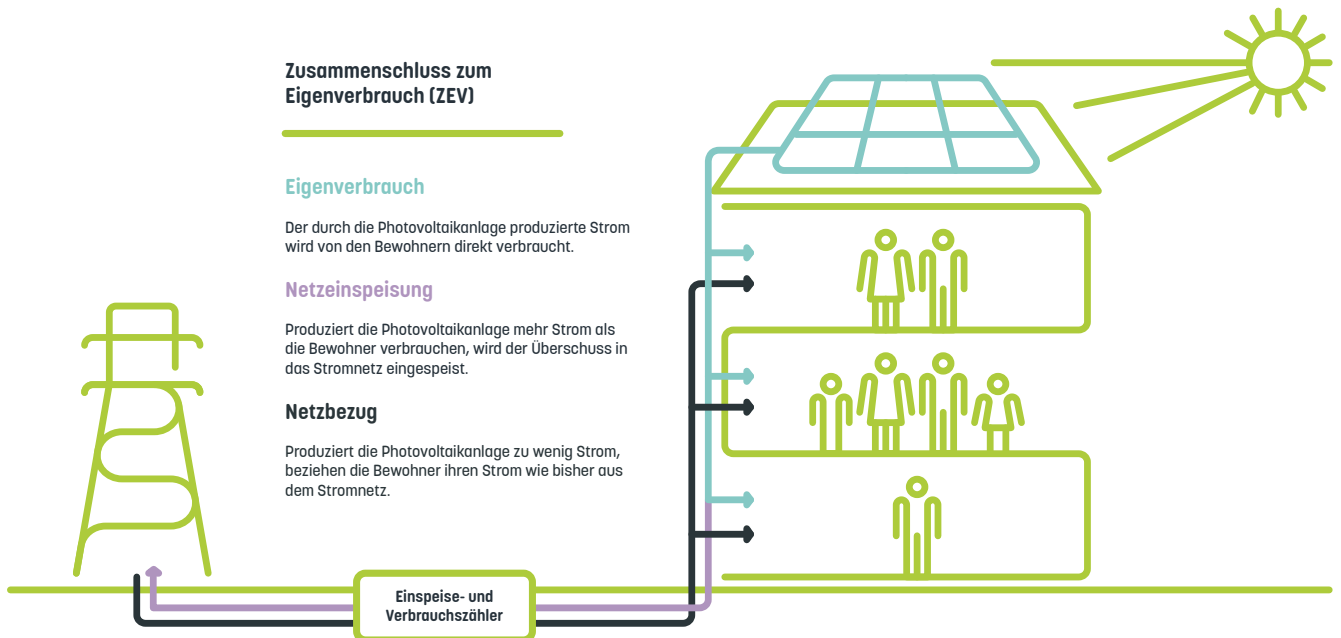 Zusammenschluss zum
Eigenverbrauch (ZEV)
Eigenverbrauch
Der durch die Photovoltaikanlage produzierte Strom
wird von den Bewohnern direkt verbraucht.
Netzeinspeisung
Produziert die Photovoltaikanlage mehr Strom als
die Bewohner verbrauchen, wird der Überschuss in
das Stromnetz eingespeist.
Netzbezug
Produziert die Photovoltaikanlage zu wenig Strom,
beziehen die Bewohner ihren Strom wie bisher aus
dem Stromnetz.
Einspeise- und
Verbrauchszähler